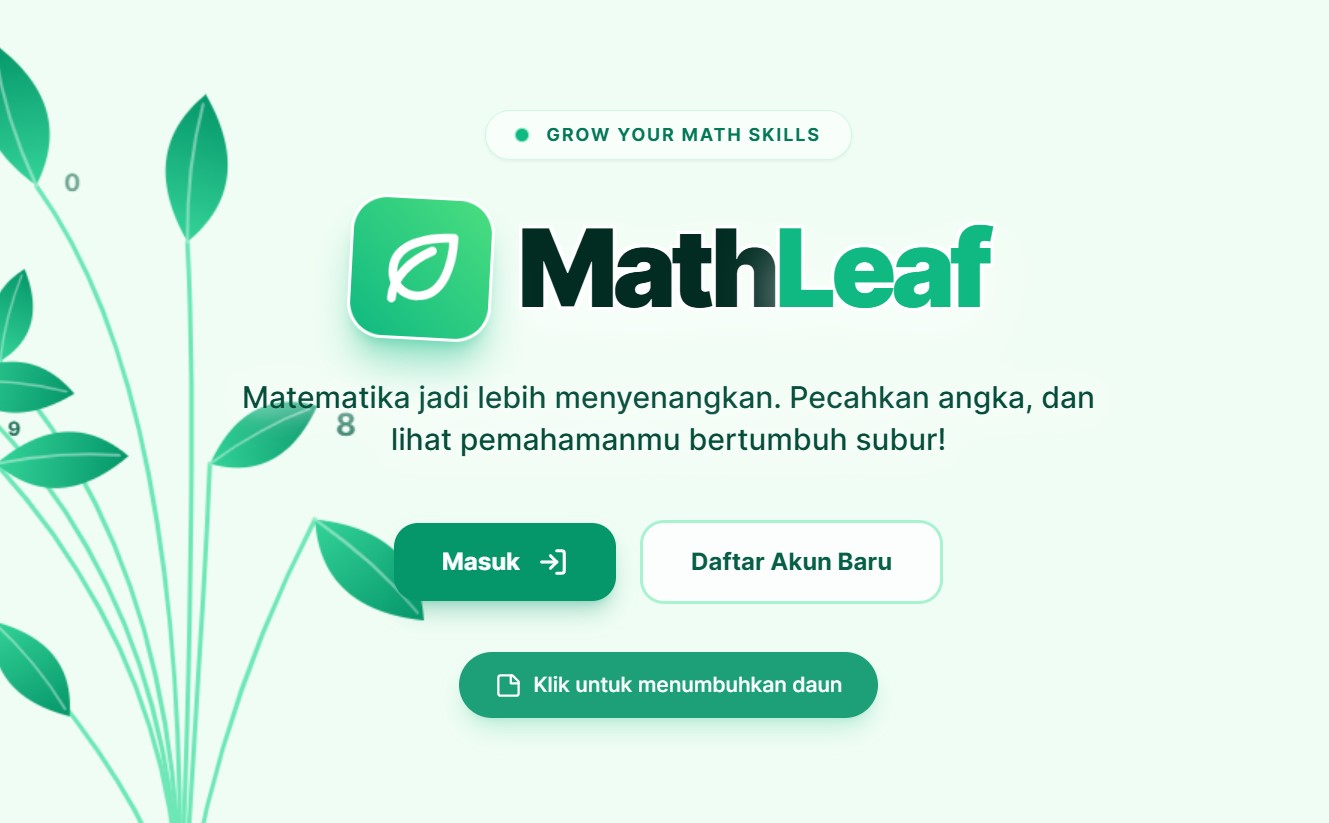 GROW YOUR MATH SKILLS
0
MathLeaf
Matematika jadi lebih menyenangkan. Pecahkan angka, dan
9
8
lihat pemahamanmu bertumbuh subur!
Masuk
Daftar Akun Baru
Klik untuk menumbuhkan daun